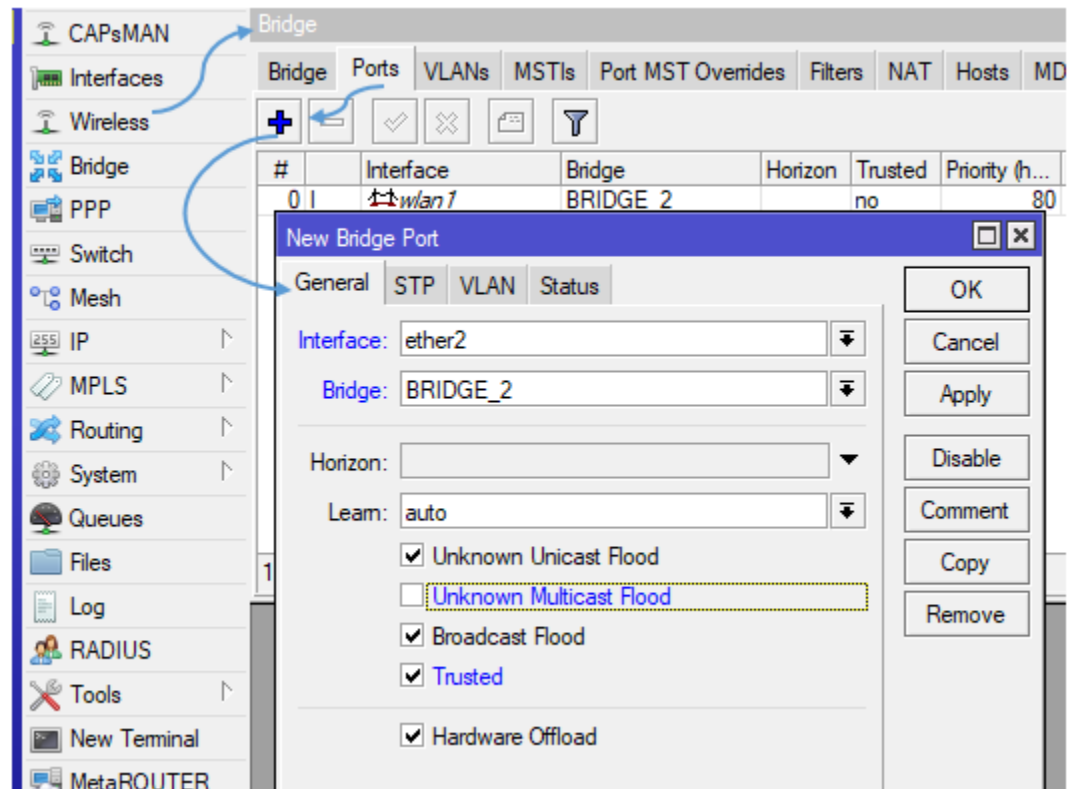 CAPsMAN
Interfaces
Wireless
Bridge
PPP
Switch
Mesh
IP
MPLS
Routing
System
Queues
Files
Log
RADIUS
Tools
New Terminal
MetaROUTER
Bridge
Bridge Ports VLANs MSTIs Port MST Overrides Filters NAT Hosts MD
# Interface Bridge Horizon Trusted Priority (h...
0 I wlan1 BRIDGE_2 no 80
New Bridge Port
General STP VLAN Status
Interface: ether2
Bridge: BRIDGE_2
Horizon:
Learn: auto
Unknown Unicast Flood
Unknown Multicast Flood
Broadcast Flood
Trusted
Hardware Offload
OK
Cancel
Apply
Disable
Comment
Copy
Remove
1
255